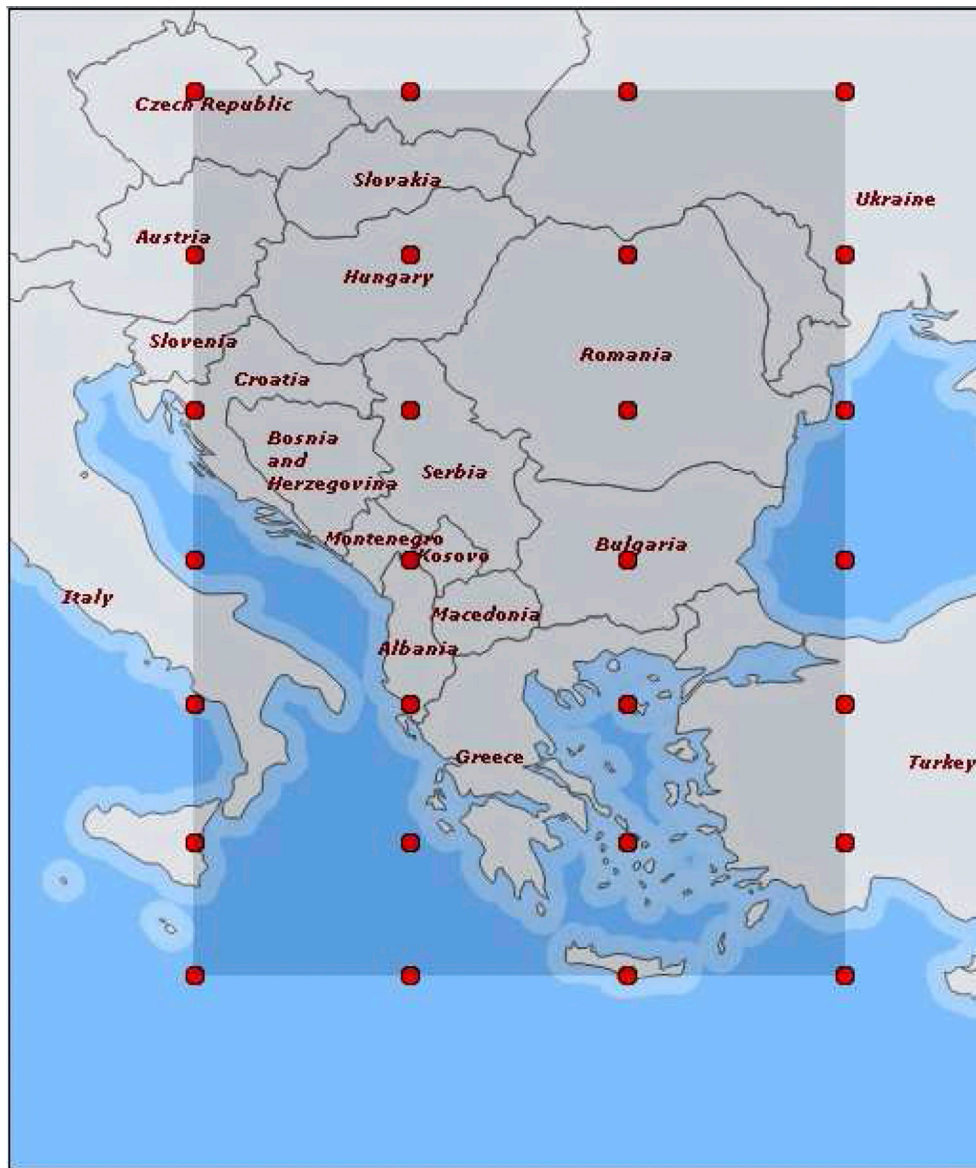 Czech Republic
Slovakia
Ukraine
Austria
Hungary
Slovenia
Romania
Croatia
Bosnia
and
Herzegovina
Serbia
Montenegro
Bulgaria
Kosovo
Italy
Macedonia
Albania
Greece
Turkey